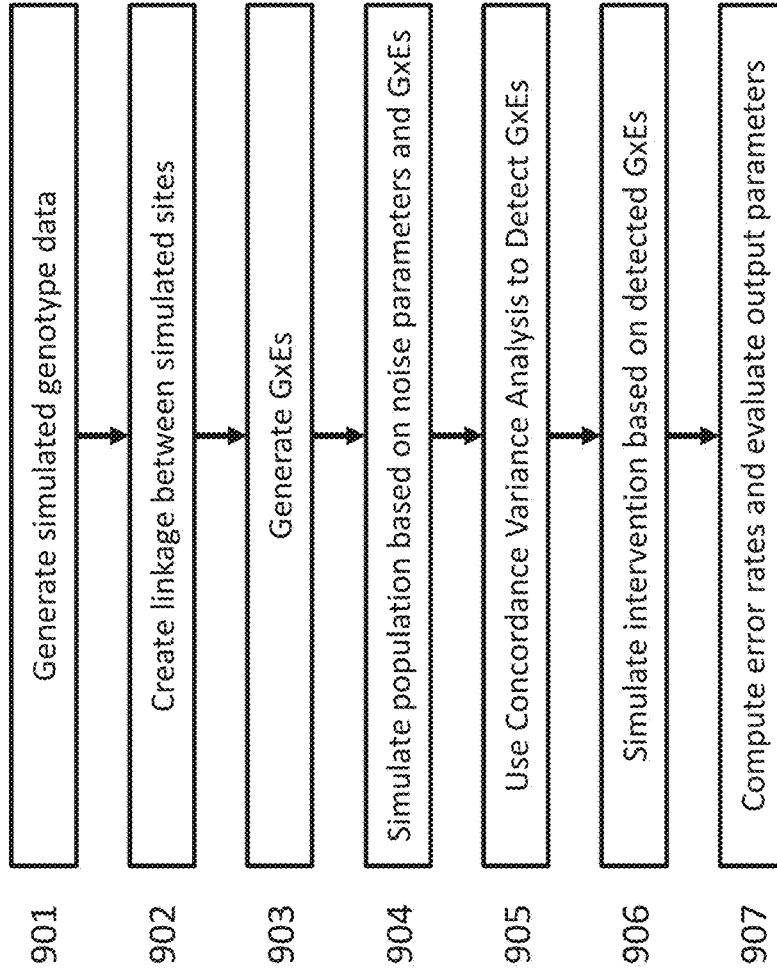 901 Generate simulated genotype data
902 Create linkage between simulated sites
903 Generate GxEs
904 Simulate population based on noise parameters and GxEs
905 Use Concordance Variance Analysis to Detect GxEs
906 Simulate intervention based on detected GxEs
907 Compute error rates and evaluate output parameters